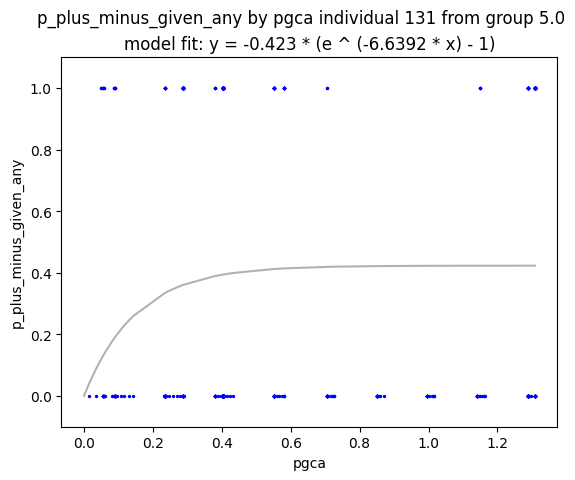 p_plus_minus_given_any by pgca individual 131 from group 5.0
model fit: y = -0.423 * (e ^ (-6.6392 * x) - 1)
p_plus_minus_given_any
1.0
0.8
0.6
0.4
0.2
0.0
0.0 0.2 0.4 0.6 0.8 1.0 1.2
pgca